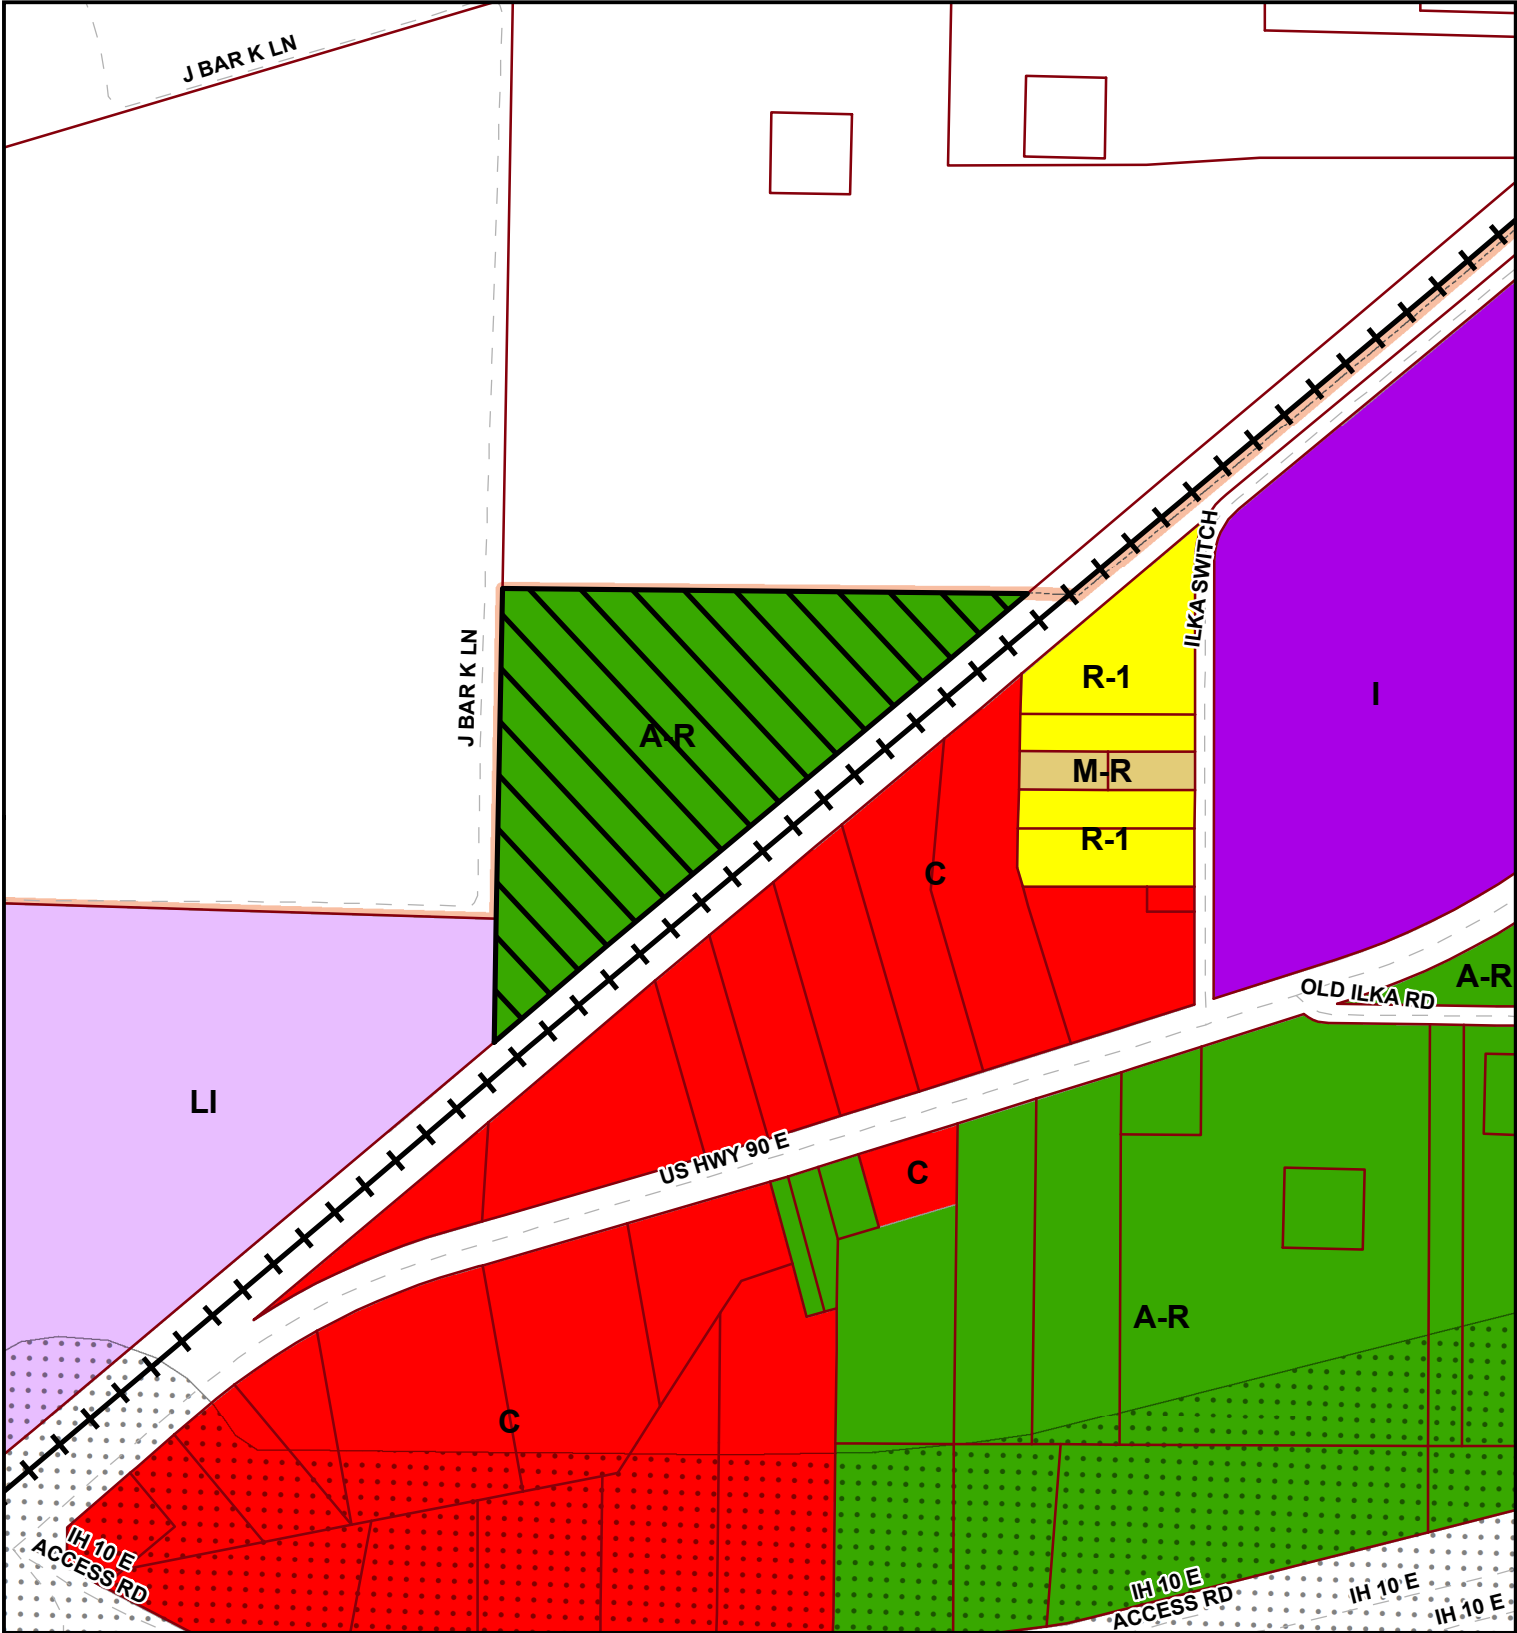 J BAR K LN
ILKA SWITCH
R-1
J BAR K LN
I
A-R
M-R
R-1
C
A-R
OLD ILKA RD
LI
US HWY 90 E
C
A-R
C
IH 10 E
ACCESS RD
IH 10 E
ACCESS RD
IH 10 E
IH 10 E